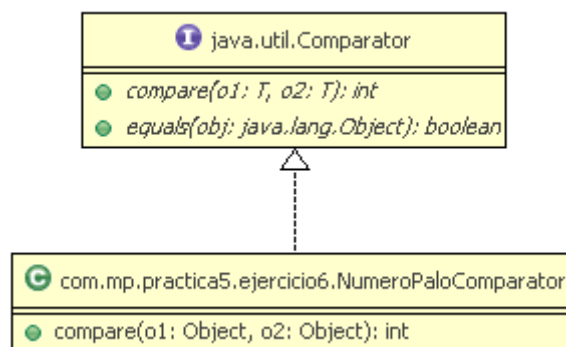 I java.util.Comparator
compare(o1: T, o2: T): int
equals(obj: java.lang.Object): boolean
C com.mp.practica5.ejercicio6.NumeroPaloComparator
compare(o1: Object, o2: Object): int